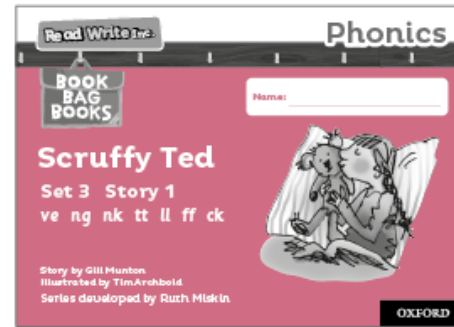 Read Write Inc.
Phonics
BOOK
BAG
BOOKS
Name:
Scruffy Ted
Set 3 Story 1
ve ng nk tt ll ff ck
Story by Gill Munton
Illustrated by Tim Archbold
Series developed by Ruth Miskin
OXFORD